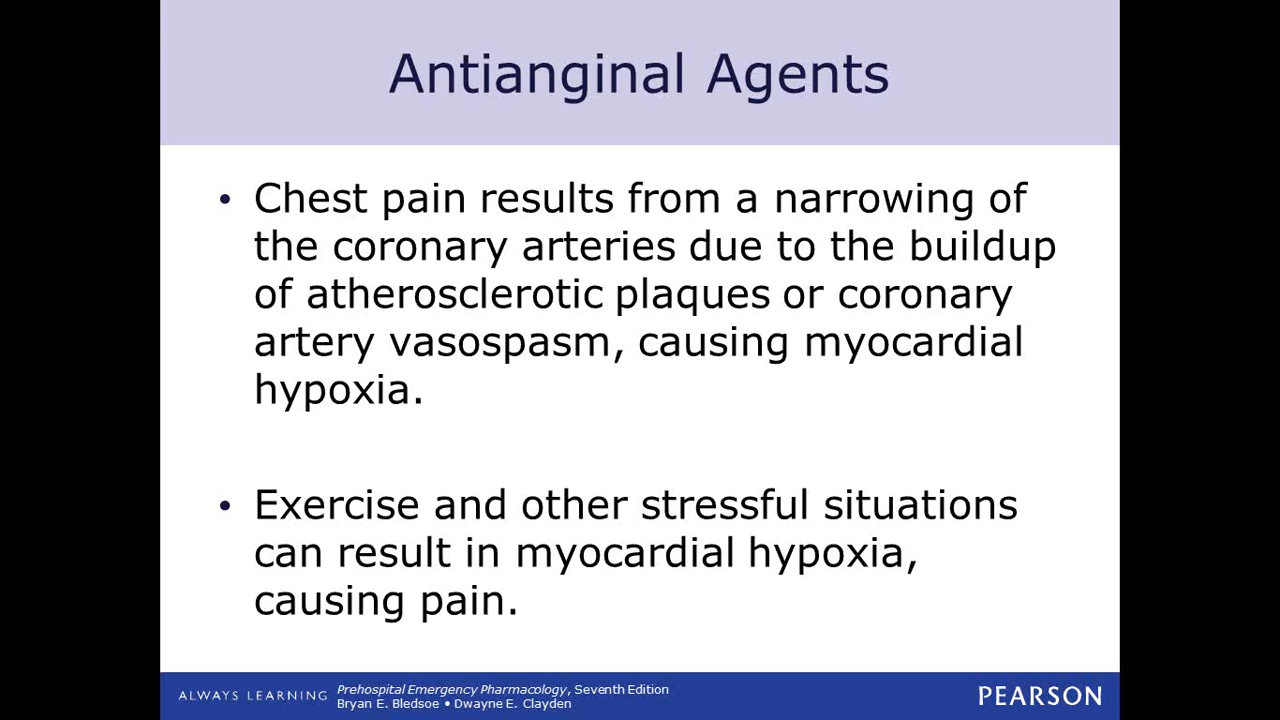 Antianginal Agents
• Chest pain results from a narrowing of
the coronary arteries due to the buildup
of atherosclerotic plaques or coronary
artery vasospasm, causing myocardial
hypoxia.
• Exercise and other stressful situations
can result in myocardial hypoxia,
causing pain.
ALWAYS LEARNING
Prehospital Emergency Pharmacology, Seventh Edition
Bryan E. Bledsoe • Dwayne E. Clayden
PEARSON